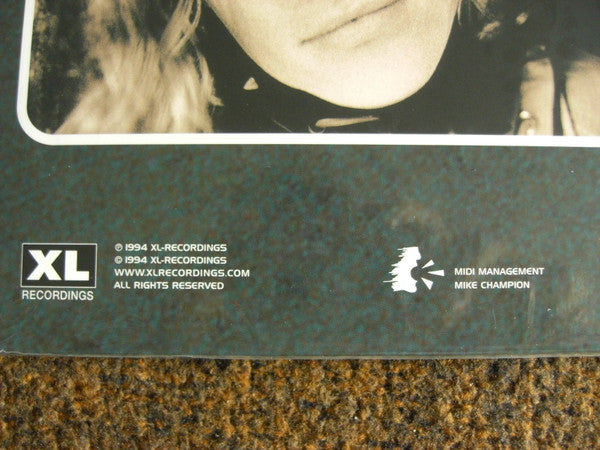 XL
RECORDINGS
℗ 1994 XL-RECORDINGS
© 1994 XL-RECORDINGS
WWW.XLRECORDINGS.COM
ALL RIGHTS RESERVED
MIDI MANAGEMENT
MIKE CHAMPION